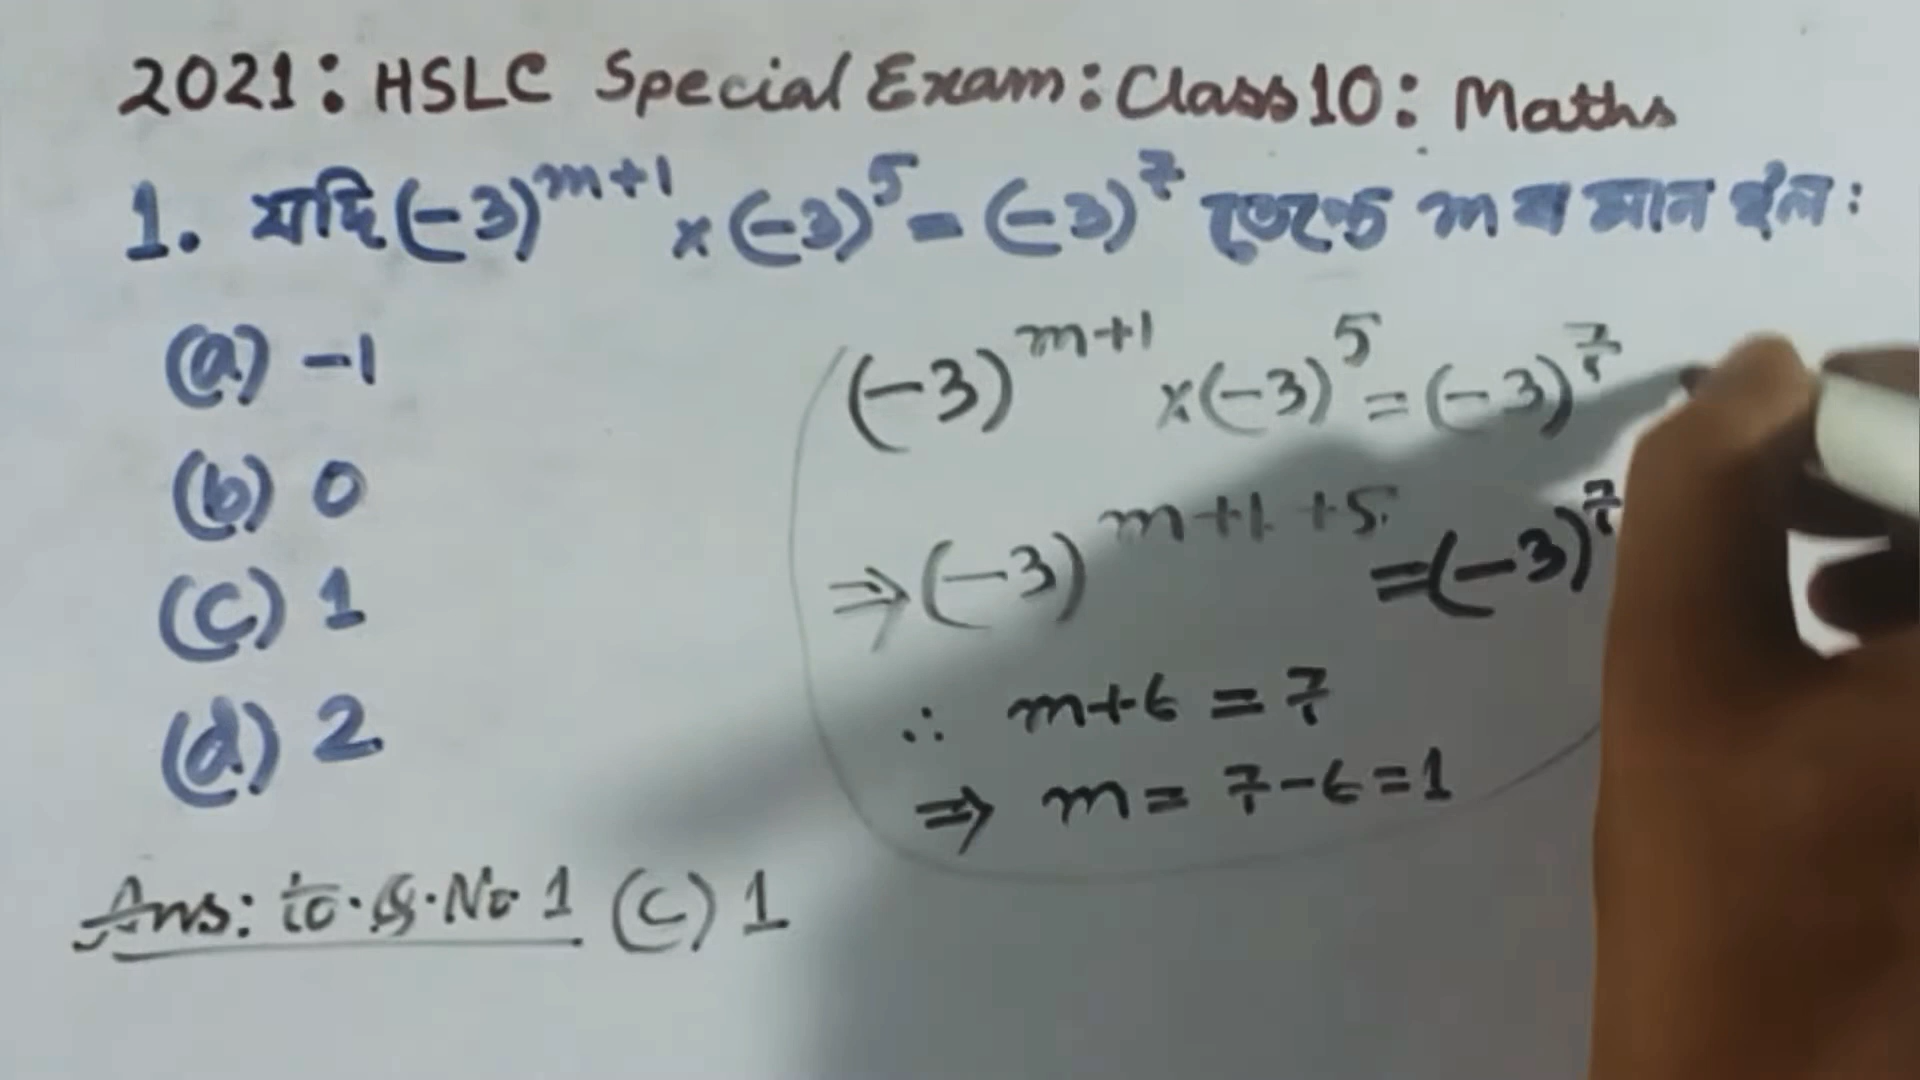 2021: HSLC Special Exam: Class 10: Maths
1. যদি (-3)^{m+1} × (-3)^5 = (-3)^7 তেন্তে m ৰ মান হ'ল:
(a) -1
(b) 0
(c) 1
(d) 2
(-3)^{m+1} × (-3)^5 = (-3)^7
⇒ (-3)^{m+1+5} = (-3)^7
∴ m+6 = 7
⇒ m = 7-6 = 1
Ans: to. Q. No 1 (c) 1